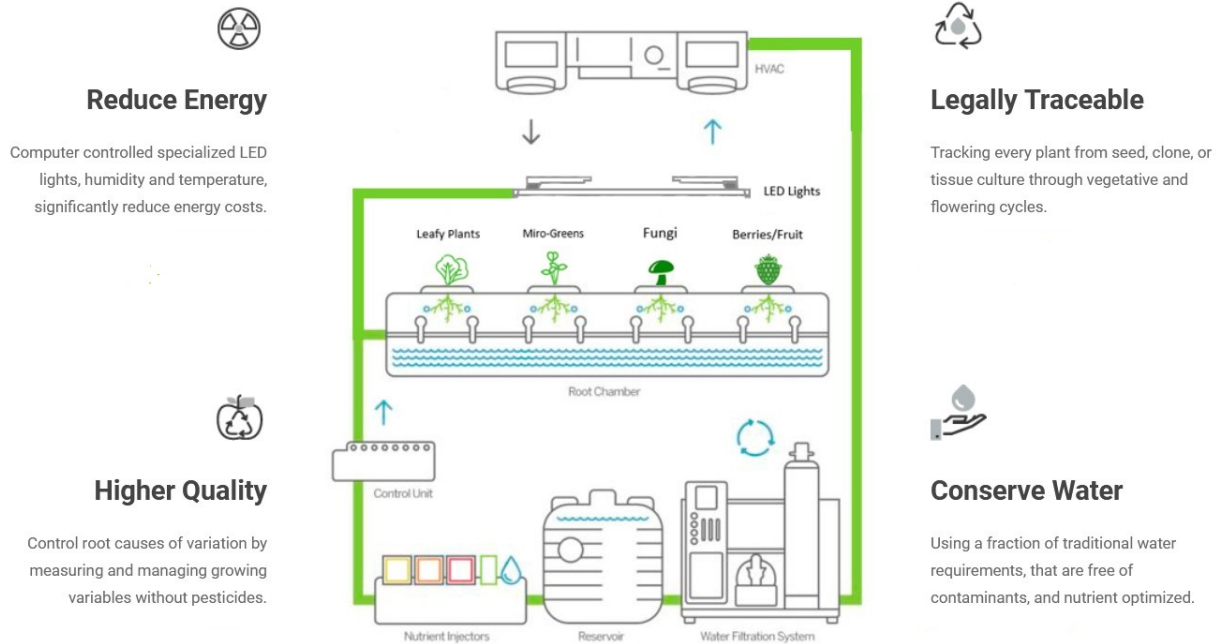 Reduce Energy
Computer controlled specialized LED
lights, humidity and temperature,
significantly reduce energy costs.
Higher Quality
Control root causes of variation by
measuring and managing growing
variables without pesticides.
HVAC
LED Lights
Leafy Plants
Miro-Greens
Fungi
Berries/Fruit
Root Chamber
Control Unit
Nutrient Injectors
Reservoir
Water Filtration System
Legally Traceable
Tracking every plant from seed, clone, or
tissue culture through vegetative and
flowering cycles.
Conserve Water
Using a fraction of traditional water
requirements, that are free of
contaminants, and nutrient optimized.